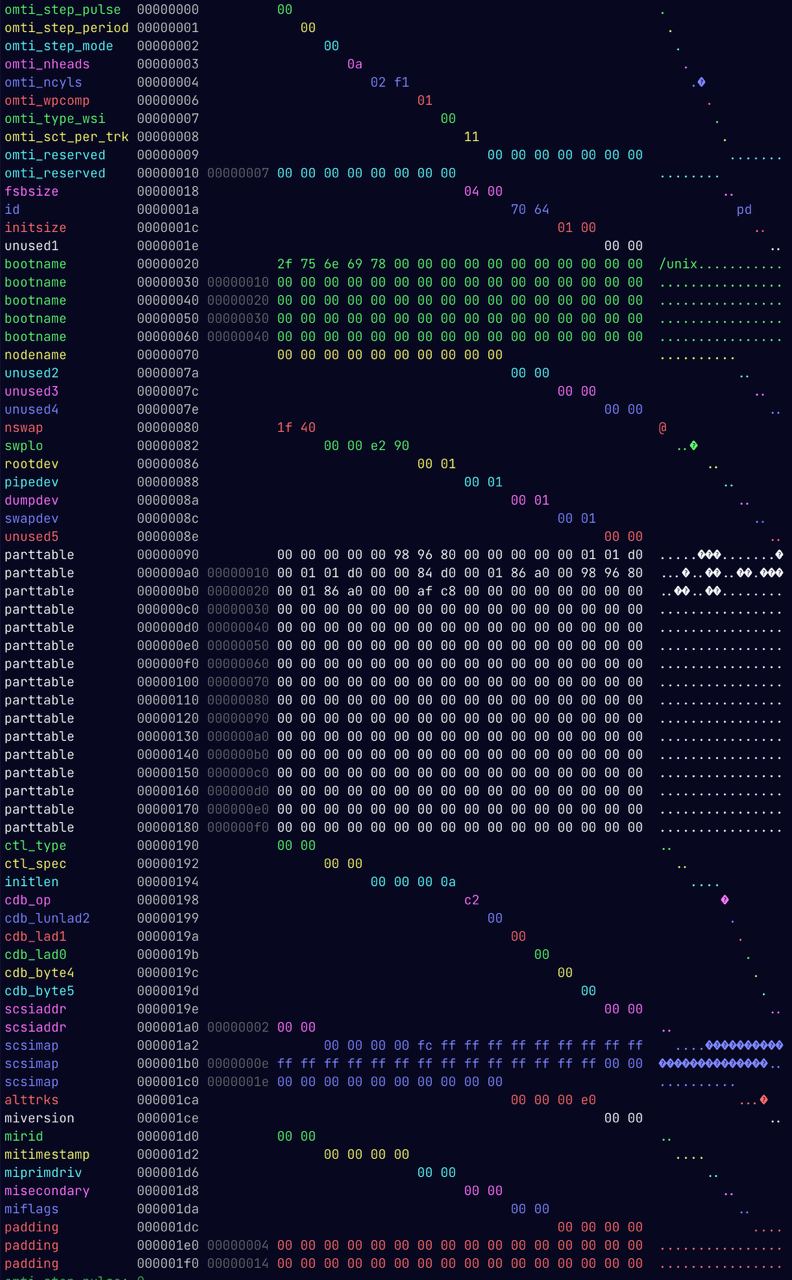 omti_step_pulse 00000000 00 .
omti_step_period 00000001 00 .
omti_step_mode 00000002 00 .
omti_nheads 00000003 0a .
omti_ncyls 00000004 02 f1 .�
omti_wpcomp 00000006 01 .
omti_type_wsi 00000007 00 .
omti_sct_per_trk 00000008 11 .
omti_reserved 00000009 00 00 00 00 00 00 00 .......
omti_reserved 00000010 00000007 00 00 00 00 00 00 00 00 ........
fsbsize 00000018 04 00 ..
id 0000001a 70 64 pd
initsize 0000001c 01 00 ..
unused1 0000001e 00 00 ..
bootname 00000020 2f 75 6e 69 78 00 00 00 00 00 00 00 00 00 00 00 /unix...........
bootname 00000030 00000010 00 00 00 00 00 00 00 00 00 00 00 00 00 00 00 00 ................
bootname 00000040 00000020 00 00 00 00 00 00 00 00 00 00 00 00 00 00 00 00 ................
bootname 00000050 00000030 00 00 00 00 00 00 00 00 00 00 00 00 00 00 00 00 ................
bootname 00000060 00000040 00 00 00 00 00 00 00 00 00 00 00 00 00 00 00 00 ................
nodename 00000070 00 00 00 00 00 00 00 00 00 00 ..........
unused2 0000007a 00 00 ..
unused3 0000007c 00 00 ..
unused4 0000007e 00 00 ..
nswap 00000080 1f 40 @
swplo 00000082 00 00 e2 90 ..�
rootdev 00000086 00 01 ..
pipedev 00000088 00 01 ..
dumpdev 0000008a 00 01 ..
swapdev 0000008c 00 01 ..
unused5 0000008e 00 00 ..
parttable 00000090 00 00 00 00 00 98 96 80 00 00 00 00 00 01 01 d0 .....���.......�
parttable 000000a0 00000010 00 01 01 d0 00 00 84 d0 00 01 86 a0 00 98 96 80 ...�..��..��.���
parttable 000000b0 00000020 00 01 86 a0 00 00 af c8 00 00 00 00 00 00 00 00 ..��..��........
parttable 000000c0 00000030 00 00 00 00 00 00 00 00 00 00 00 00 00 00 00 00 ................
parttable 000000d0 00000040 00 00 00 00 00 00 00 00 00 00 00 00 00 00 00 00 ................
parttable 000000e0 00000050 00 00 00 00 00 00 00 00 00 00 00 00 00 00 00 00 ................
parttable 000000f0 00000060 00 00 00 00 00 00 00 00 00 00 00 00 00 00 00 00 ................
parttable 00000100 00000070 00 00 00 00 00 00 00 00 00 00 00 00 00 00 00 00 ................
parttable 00000110 00000080 00 00 00 00 00 00 00 00 00 00 00 00 00 00 00 00 ................
parttable 00000120 00000090 00 00 00 00 00 00 00 00 00 00 00 00 00 00 00 00 ................
parttable 00000130 000000a0 00 00 00 00 00 00 00 00 00 00 00 00 00 00 00 00 ................
parttable 00000140 000000b0 00 00 00 00 00 00 00 00 00 00 00 00 00 00 00 00 ................
parttable 00000150 000000c0 00 00 00 00 00 00 00 00 00 00 00 00 00 00 00 00 ................
parttable 00000160 000000d0 00 00 00 00 00 00 00 00 00 00 00 00 00 00 00 00 ................
parttable 00000170 000000e0 00 00 00 00 00 00 00 00 00 00 00 00 00 00 00 00 ................
parttable 00000180 000000f0 00 00 00 00 00 00 00 00 00 00 00 00 00 00 00 00 ................
ctl_type 00000190 00 00 ..
ctl_spec 00000192 00 00 ..
initlen 00000194 00 00 00 0a ....
cdb_op 00000198 c2 �
cdb_lunlad2 00000199 00 .
cdb_lad1 0000019a 00 .
cdb_lad0 0000019b 00 .
cdb_byte4 0000019c 00 .
cdb_byte5 0000019d 00 .
scsiaddr 0000019e 00 00 ..
scsiaddr 000001a0 00000002 00 00 ..
scsimap 000001a2 00 00 00 00 fc ff ff ff ff ff ff ff ff ff ....����������
scsimap 000001b0 0000000e ff ff ff ff ff ff ff ff ff ff ff ff ff ff 00 00 ��������������..
scsimap 000001c0 0000001e 00 00 00 00 00 00 00 00 00 00 ..........
alttrks 000001ca 00 00 00 e0 ...�
miversion 000001ce 00 00 ..
mirid 000001d0 00 00 ..
mitimestamp 000001d2 00 00 00 00 ....
miprimdriv 000001d6 00 00 ..
misecondary 000001d8 00 00 ..
miflags 000001da 00 00 ..
padding 000001dc 00 00 00 00 ....
padding 000001e0 00000004 00 00 00 00 00 00 00 00 00 00 00 00 00 00 00 00 ................
padding 000001f0 00000014 00 00 00 00 00 00 00 00 00 00 00 00 00 00 00 00 ................